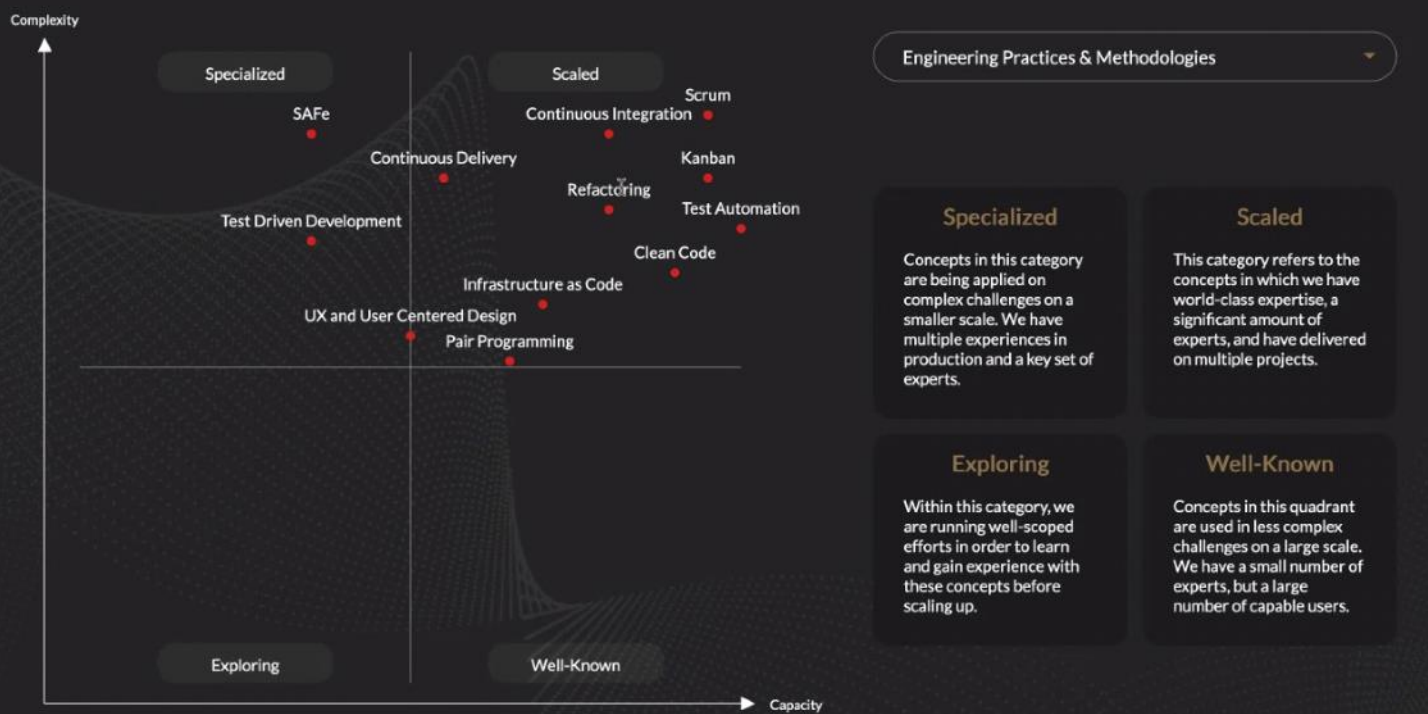 Complexity
Specialized
Scaled
Scrum
SAFe
Continuous Integration
Continuous Delivery
Kanban
Refactoring
Test Automation
Test Driven Development
Clean Code
Infrastructure as Code
UX and User Centered Design
Pair Programming
Exploring
Well-Known
Capacity
Engineering Practices & Methodologies
Specialized
Concepts in this category
are being applied on
complex challenges on a
smaller scale. We have
multiple experiences in
production and a key set of
experts.
Scaled
This category refers to the
concepts in which we have
world-class expertise, a
significant amount of
experts, and have delivered
on multiple projects.
Exploring
Within this category, we
are running well-scoped
efforts in order to learn
and gain experience with
these concepts before
scaling up.
Well-Known
Concepts in this quadrant
are used in less complex
challenges on a large scale.
We have a small number of
experts, but a large
number of capable users.